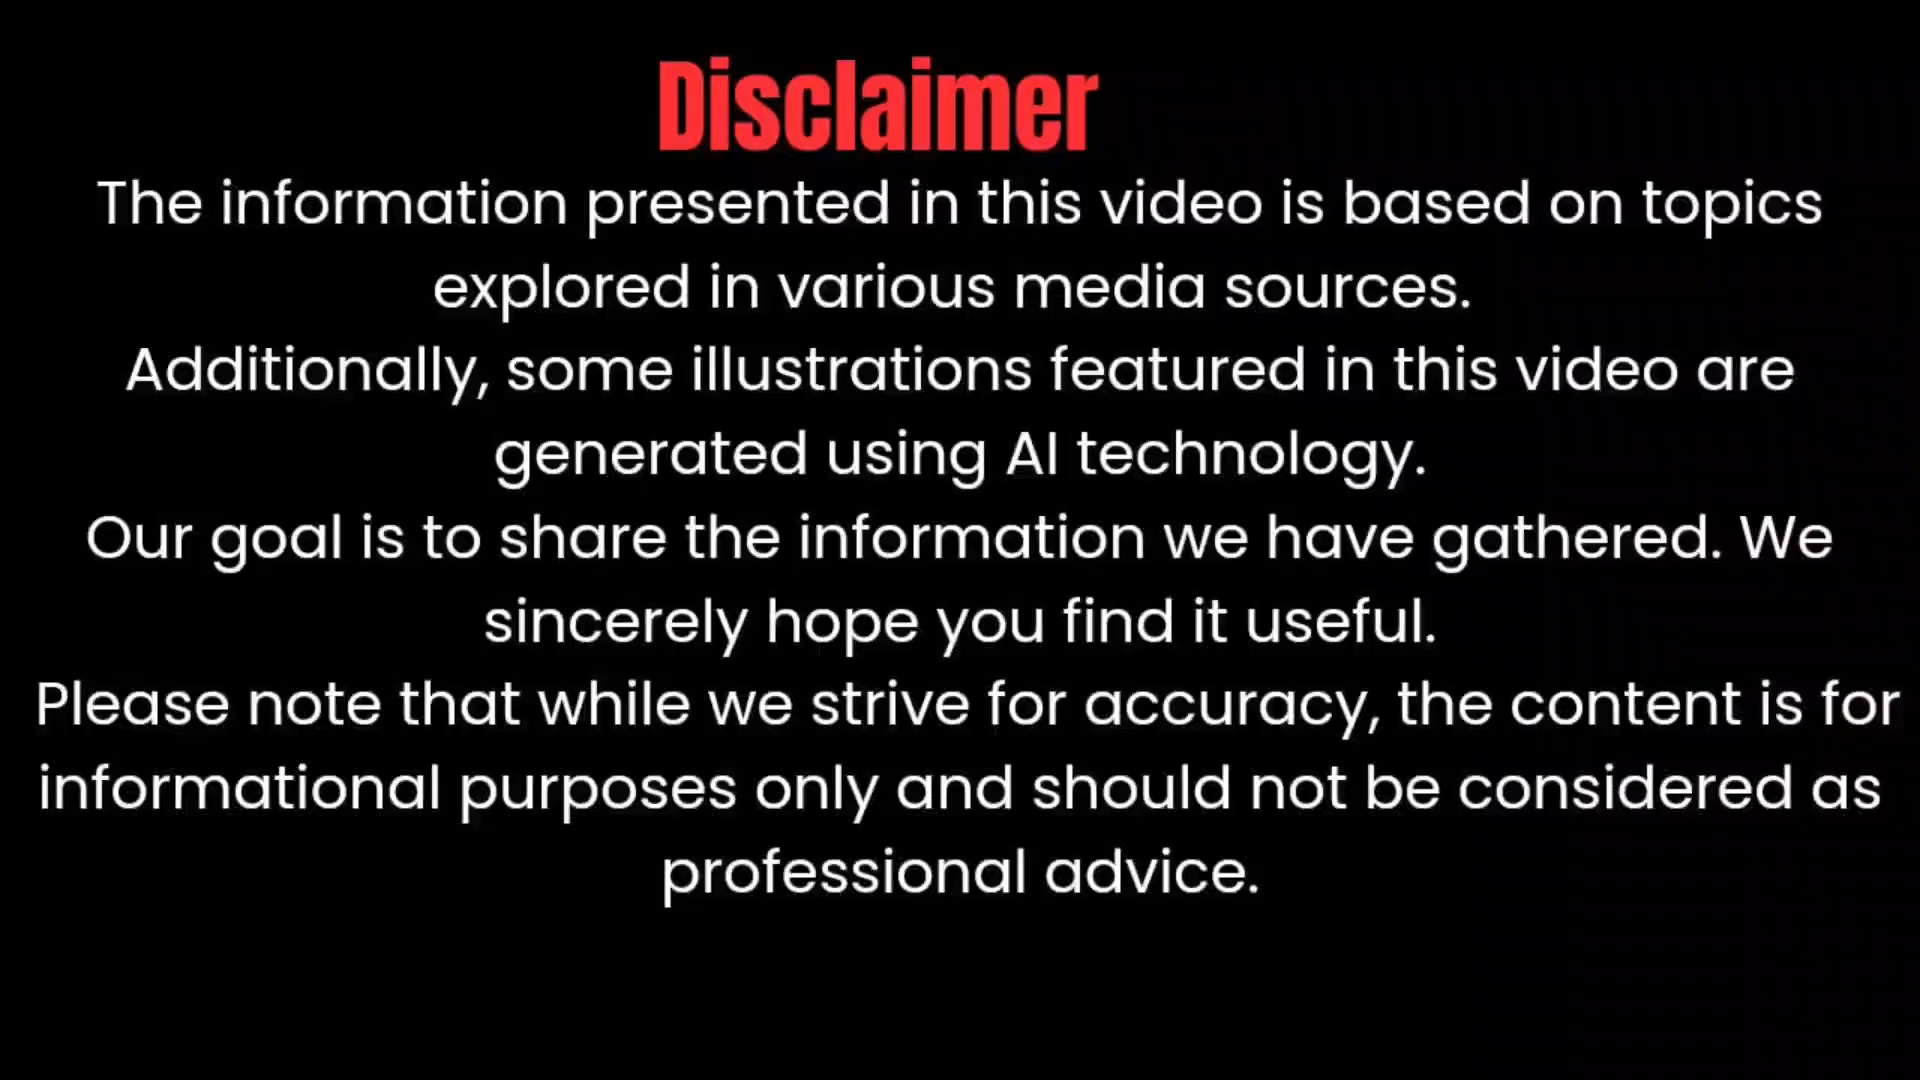 Disclaimer
The information presented in this video is based on topics
explored in various media sources.
Additionally, some illustrations featured in this video are
generated using AI technology.
Our goal is to share the information we have gathered. We
sincerely hope you find it useful.
Please note that while we strive for accuracy, the content is for
informational purposes only and should not be considered as
professional advice.